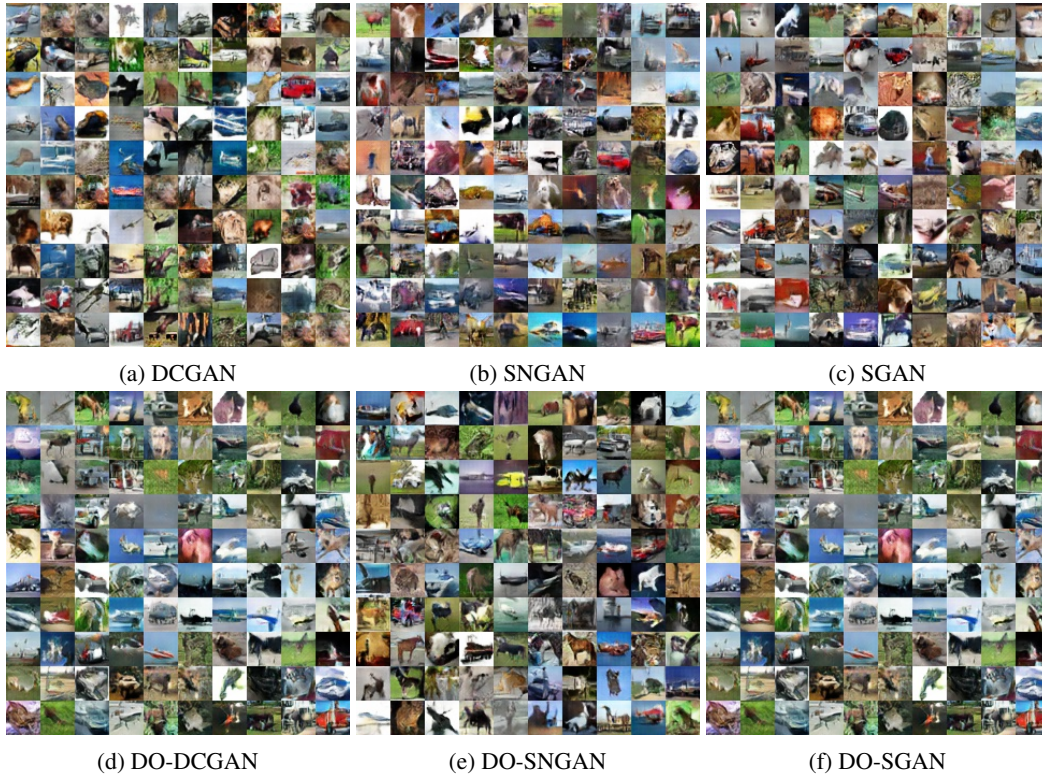 (a) DCGAN
(b) SNGAN
(c) SGAN
(d) DO-DCGAN
(e) DO-SNGAN
(f) DO-SGAN